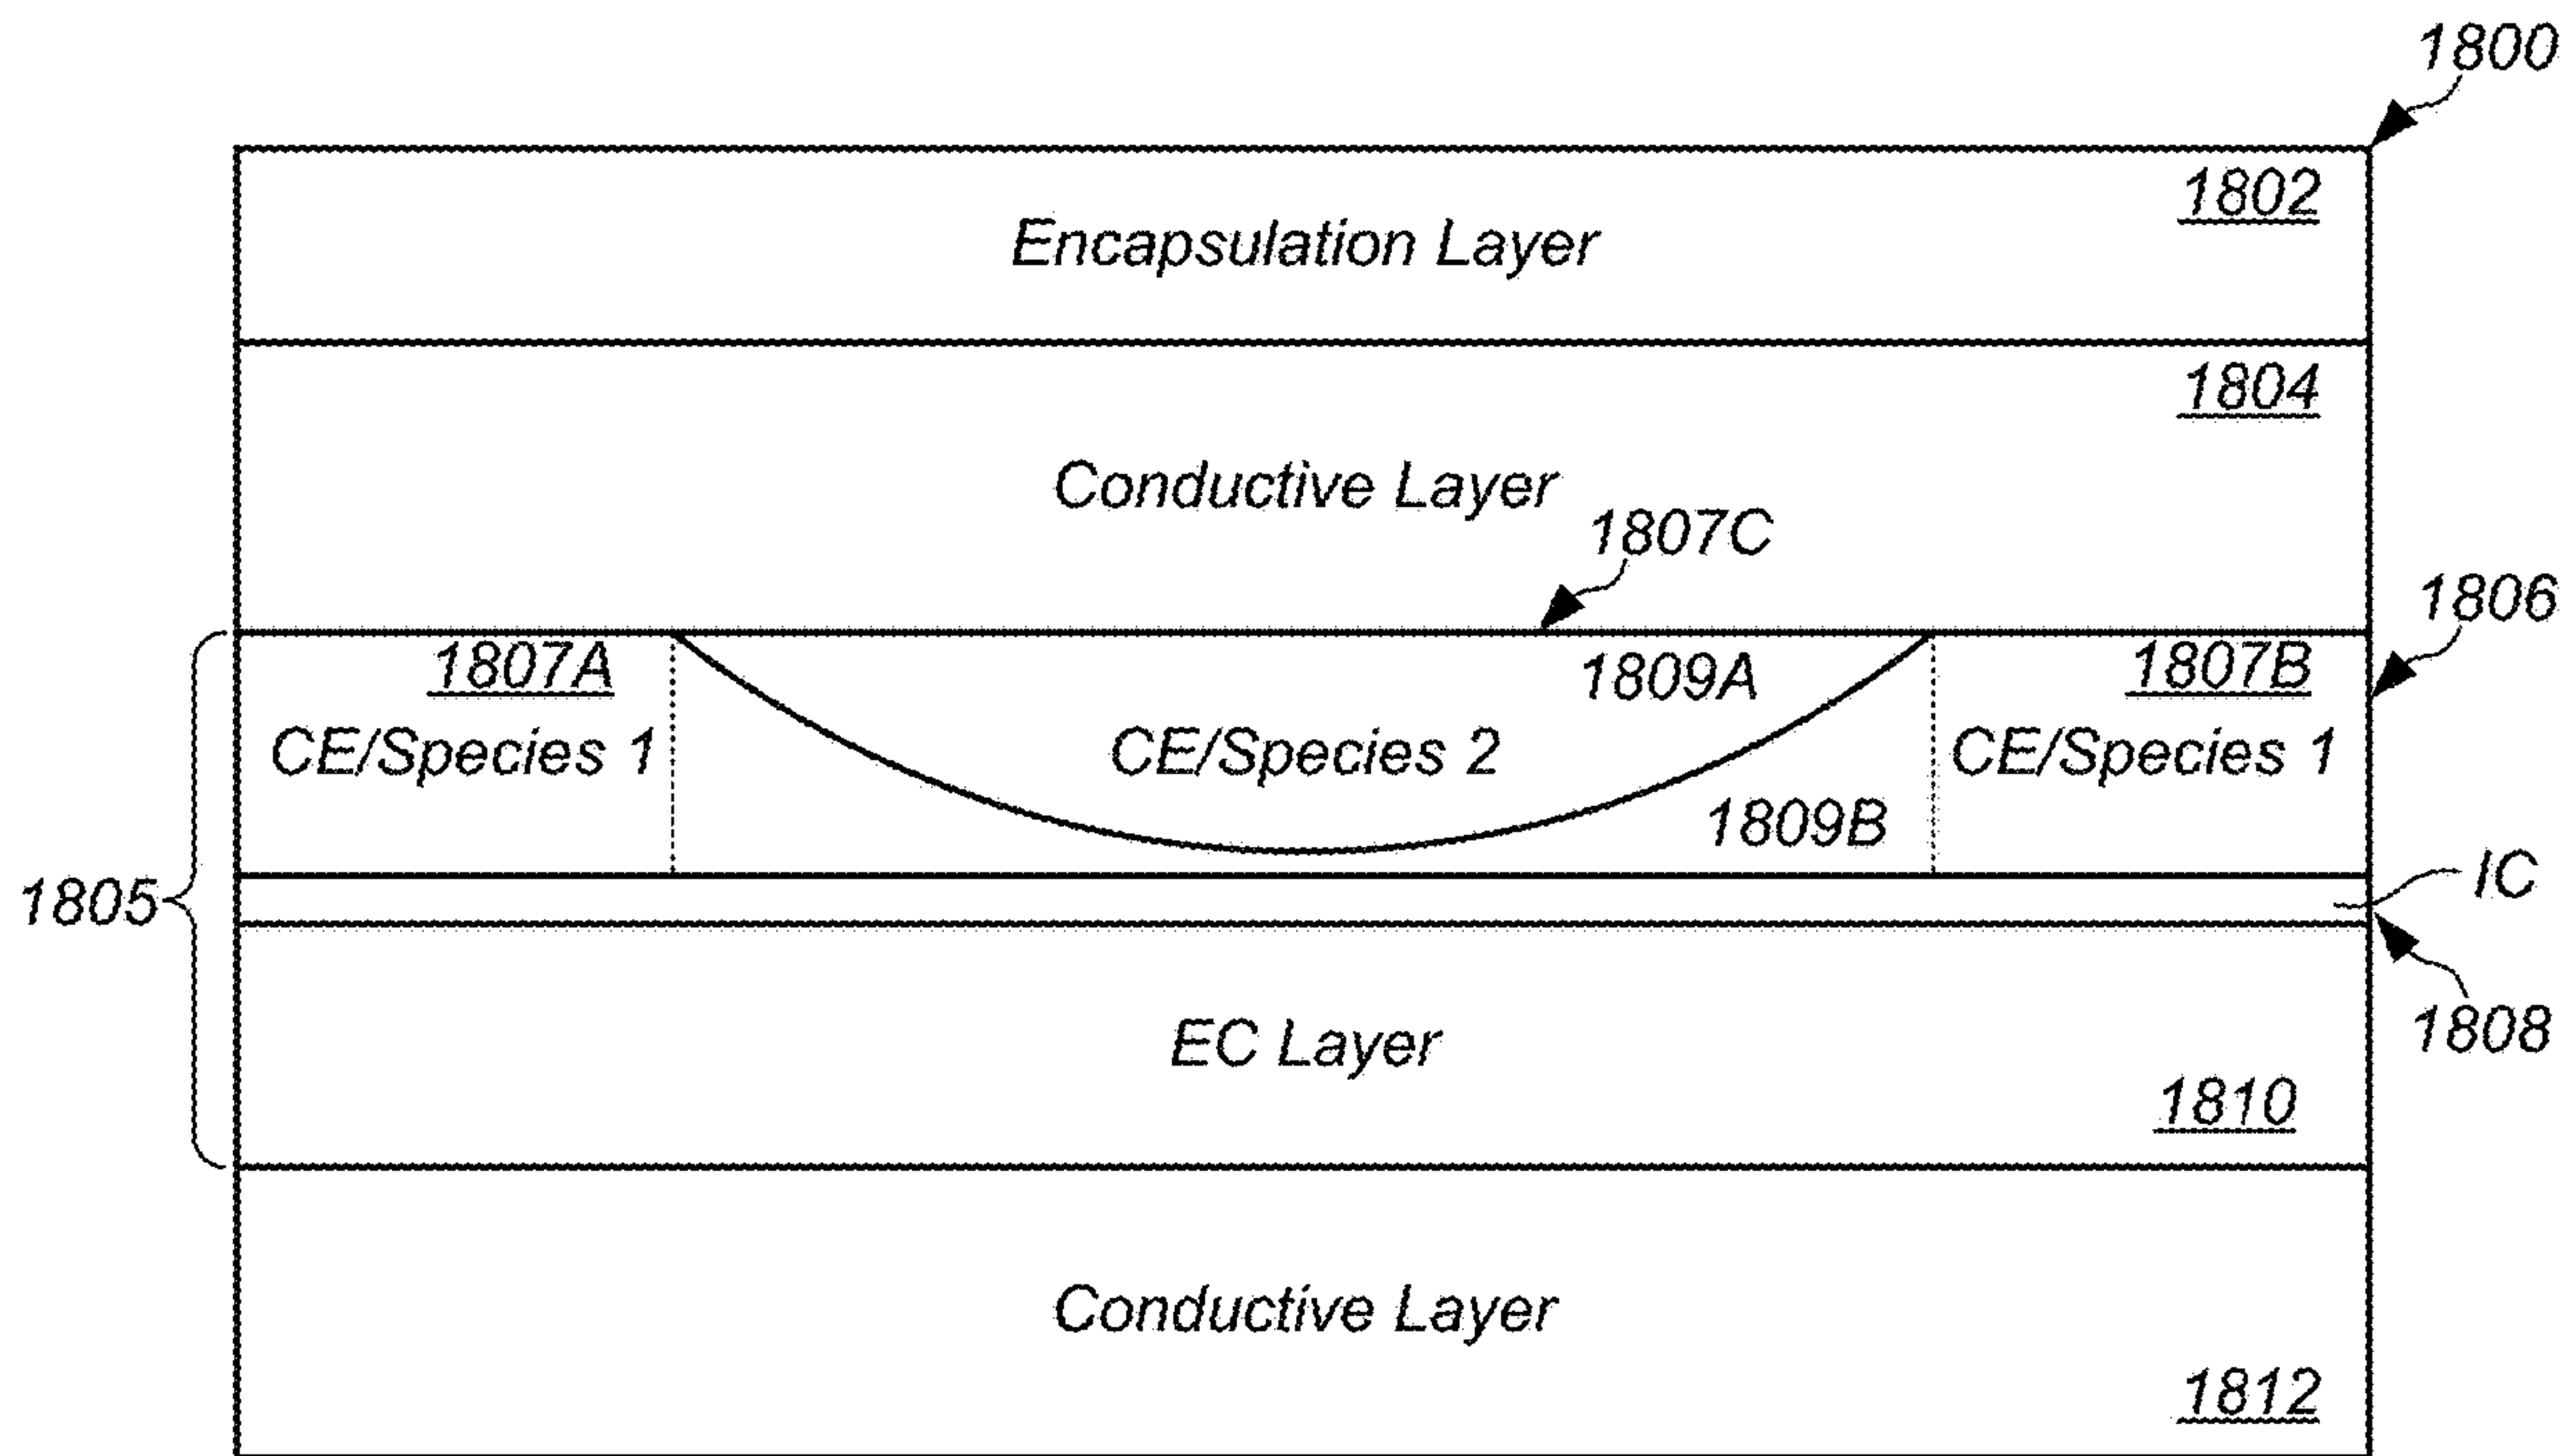 1800
1802
Encapsulation Layer
1804
Conductive Layer
1807C
1806
1807A
1809A
1807B
CE/Species 1
CE/Species 2
CE/Species 1
1809B
1805
IC
1808
EC Layer
1810
Conductive Layer
1812